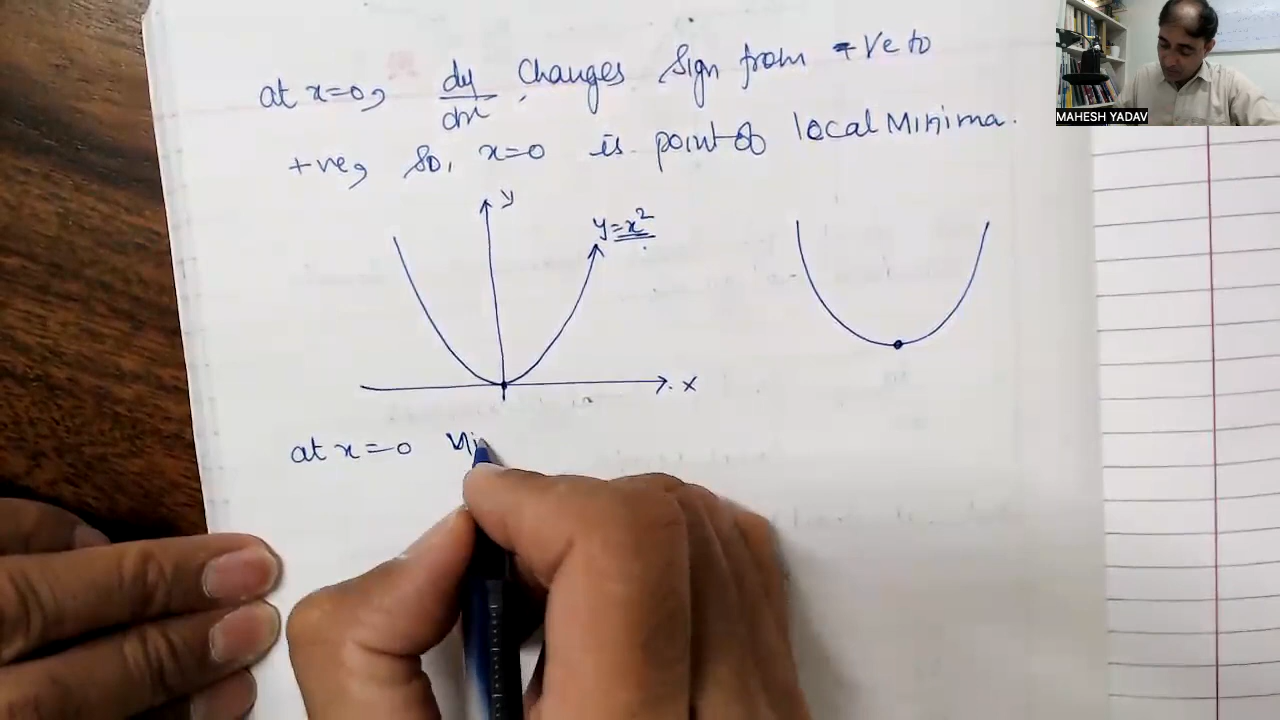 at x=0, dy/dx changes sign from -ve to
+ve, so, x=0 is point of local Minima.
MAHESH YADAV
y
y=x²
x
at x=0 Mi